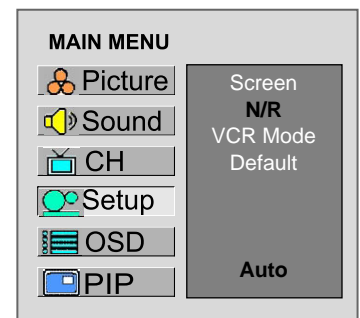 MAIN MENU
Picture
Sound
CH
Setup
OSD
PIP
Screen
N/R
VCR Mode
Default
Auto